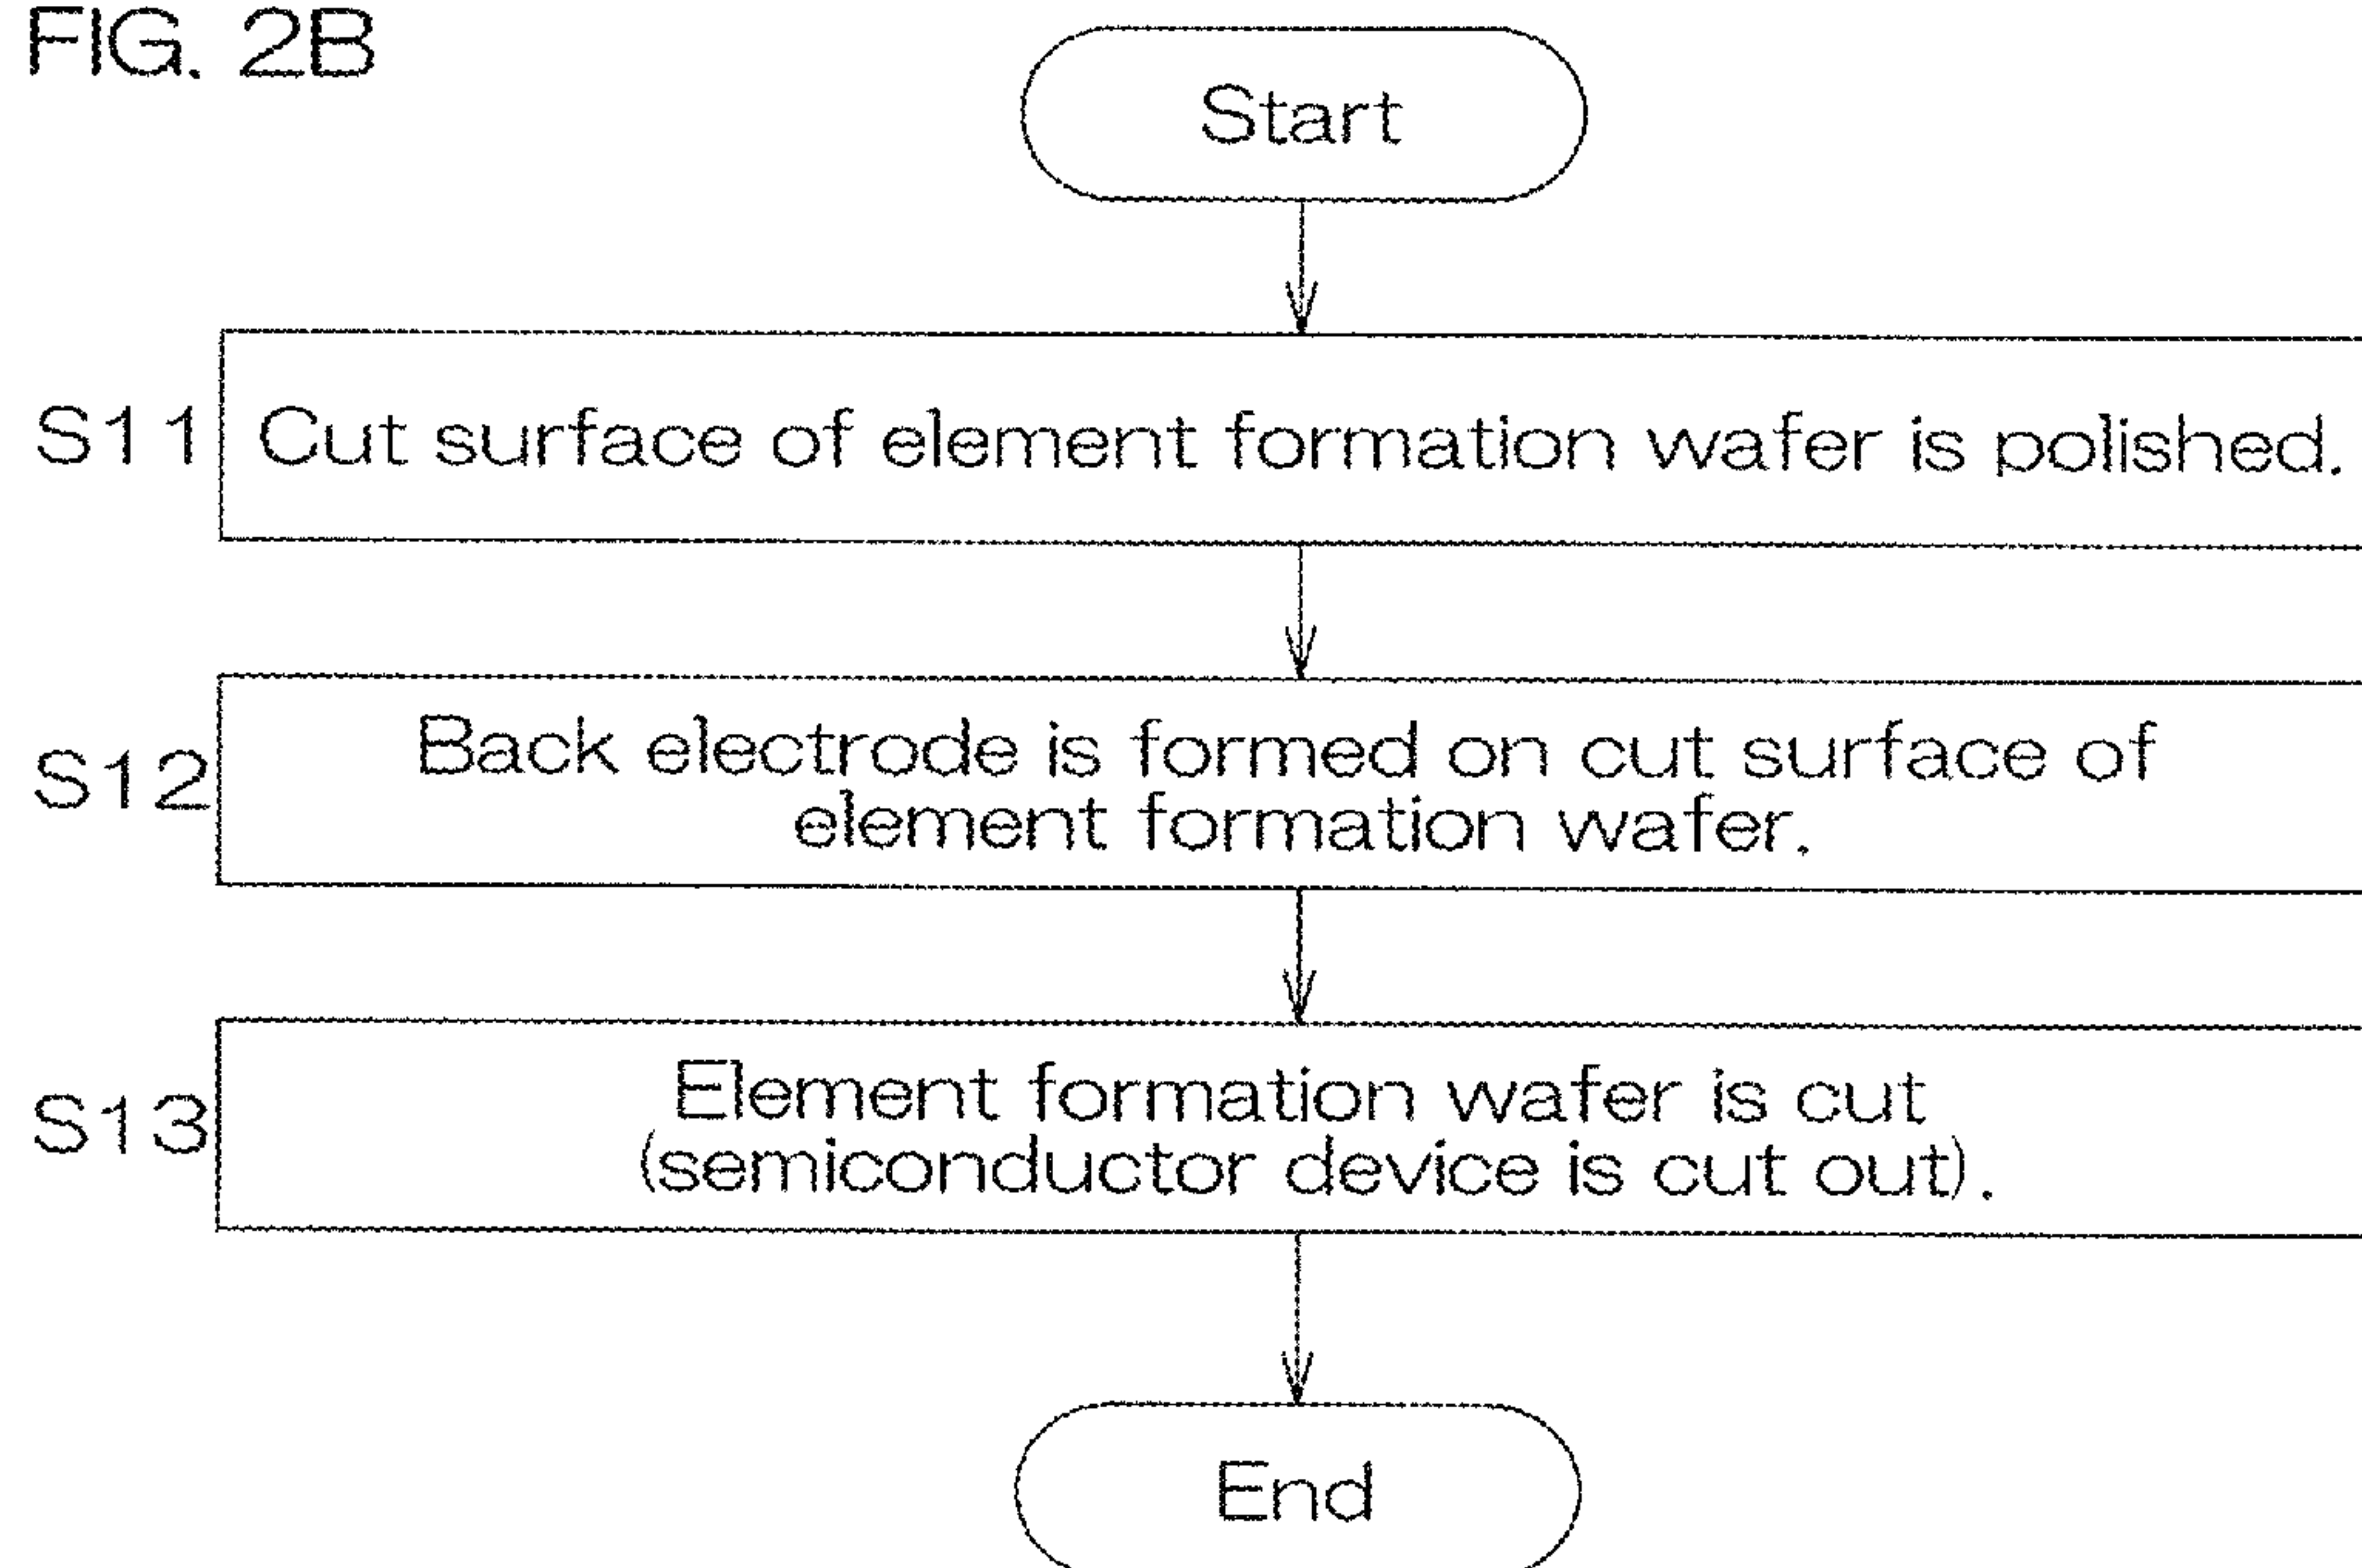 FIG. 2B
Start
S11 Cut surface of element formation wafer is polished.
S12 Back electrode is formed on cut surface of
element formation wafer.
S13 Element formation wafer is cut
(semiconductor device is cut out).
End